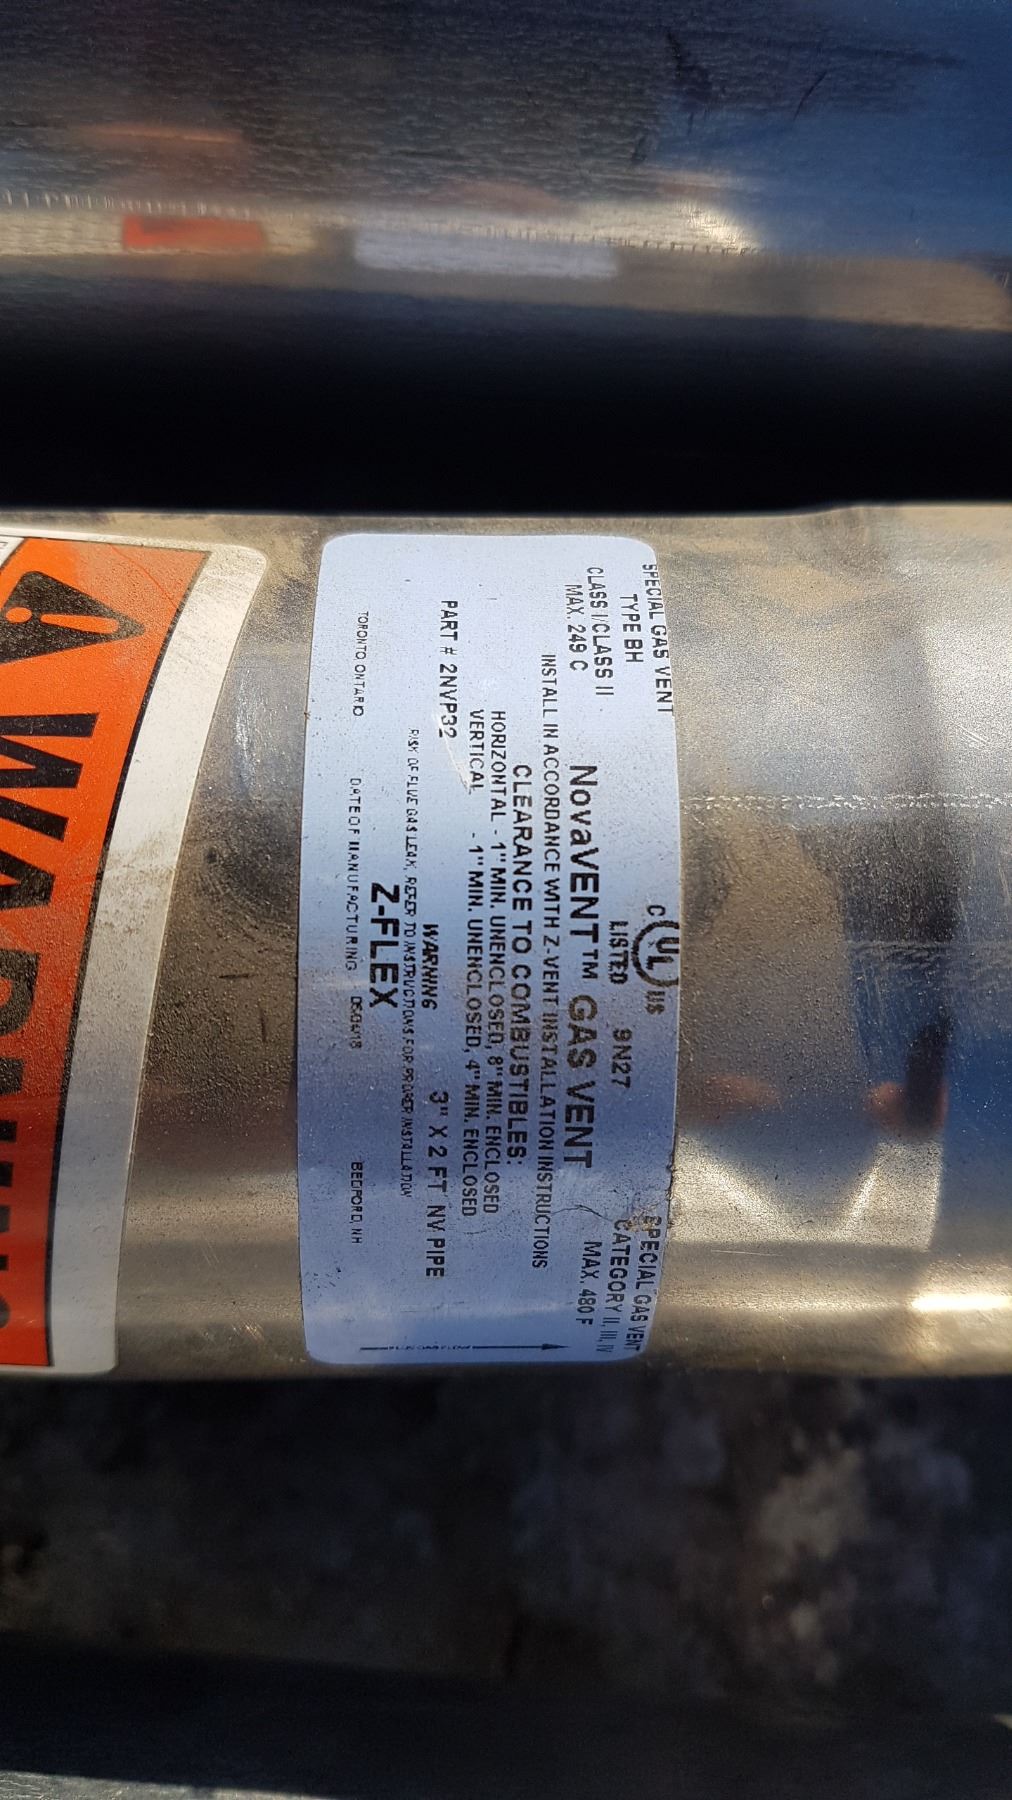 SPECIAL GAS VENT
TYPE BH
CLASS I/CLASS II
MAX. 249 C
C UL US
LISTED 9N27
SPECIAL GAS VENT
CATEGORY II, III, IV
MAX. 480 F
NovaVENT™ GAS VENT
INSTALL IN ACCORDANCE WITH Z-VENT INSTALLATION INSTRUCTIONS
CLEARANCE TO COMBUSTIBLES:
HORIZONTAL - 1" MIN. UNENCLOSED, 8" MIN. ENCLOSED
VERTICAL - 1" MIN. UNENCLOSED, 4" MIN. ENCLOSED
PART # 2NVP32 3" X 2 FT NV PIPE
WARNING
RISK OF FLUE GAS LEAK, REFER TO INSTRUCTIONS FOR PROPER INSTALLATION
Z-FLEX
TORONTO ONTARIO DATE OF MANUFACTURING BEDFORD, NH
WARNING